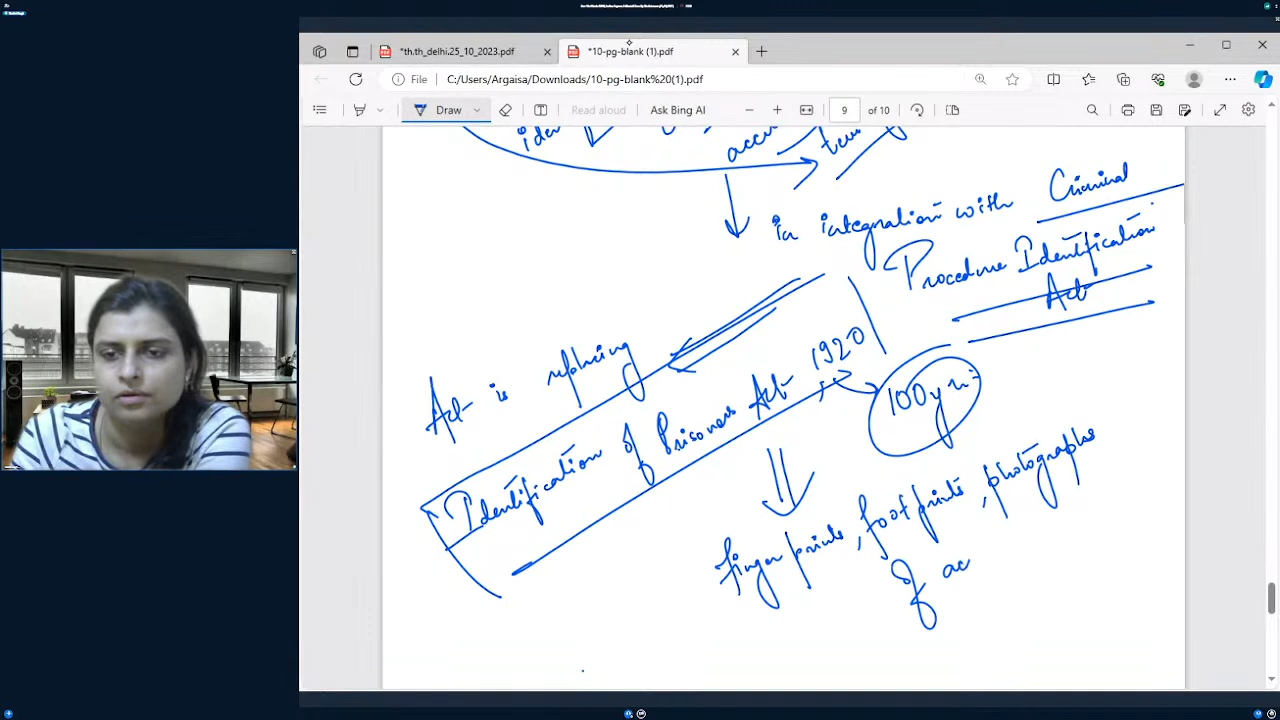 *th.th_delhi.25_10_2023.pdf
*10-pg-blank (1).pdf
File
C:/Users/Argaisa/Downloads/10-pg-blank%20(1).pdf
Draw
Read aloud
Ask Bing AI
9 of 10
in integration with Criminal
Procedure Identification
Act
Act is replacing
Identification of Prisoners Act 1920
100 yr
finger prints, foot prints, photographs
of ac